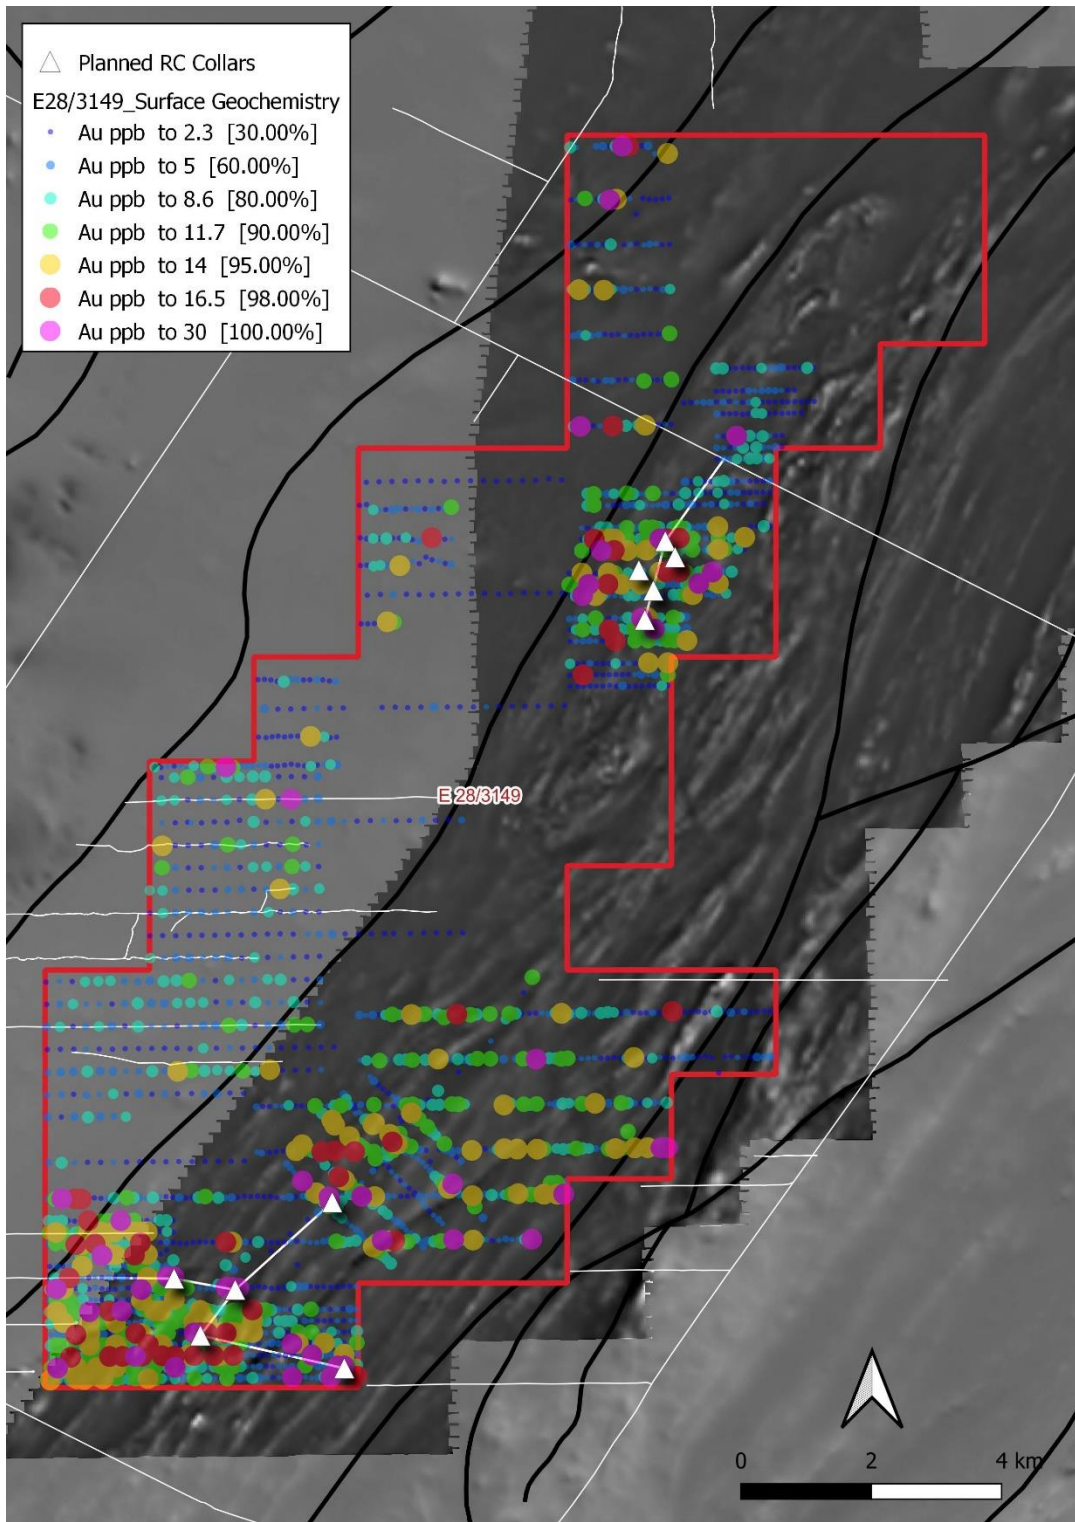 Planned RC Collars
E28/3149_Surface Geochemistry
Au ppb to 2.3 [30.00%]
Au ppb to 5 [60.00%]
Au ppb to 8.6 [80.00%]
Au ppb to 11.7 [90.00%]
Au ppb to 14 [95.00%]
Au ppb to 16.5 [98.00%]
Au ppb to 30 [100.00%]
E 28/3149
0 2 4 km